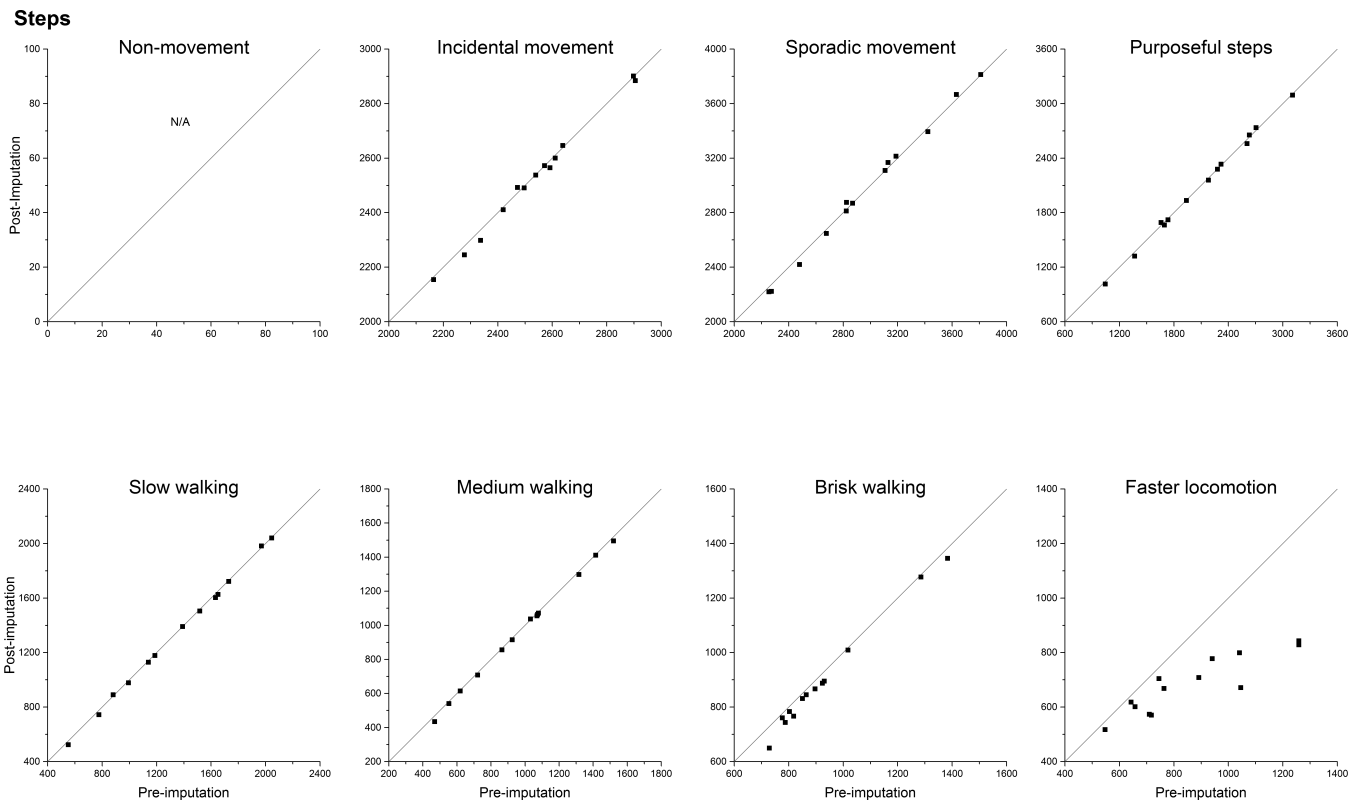 Steps
Non-movement
Incidental movement
Sporadic movement
Purposeful steps
100
80
60
40
20
0
Post-Imputation
N/A
0 20 40 60 80 100
3000
2800
2600
2400
2200
2000
2000 2200 2400 2600 2800 3000
4000
3600
3200
2800
2400
2000
2000 2400 2800 3200 3600 4000
3600
3000
2400
1800
1200
600
600 1200 1800 2400 3000 3600
Slow walking
Medium walking
Brisk walking
Faster locomotion
2400
2000
1600
1200
800
400
Post-imputation
400 800 1200 1600 2000 2400
Pre-imputation
1800
1600
1400
1200
1000
800
600
400
200
200 400 600 800 1000 1200 1400 1600 1800
Pre-imputation
1600
1400
1200
1000
800
600
600 800 1000 1200 1400 1600
Pre-imputation
1400
1200
1000
800
600
400
400 600 800 1000 1200 1400
Pre-imputation